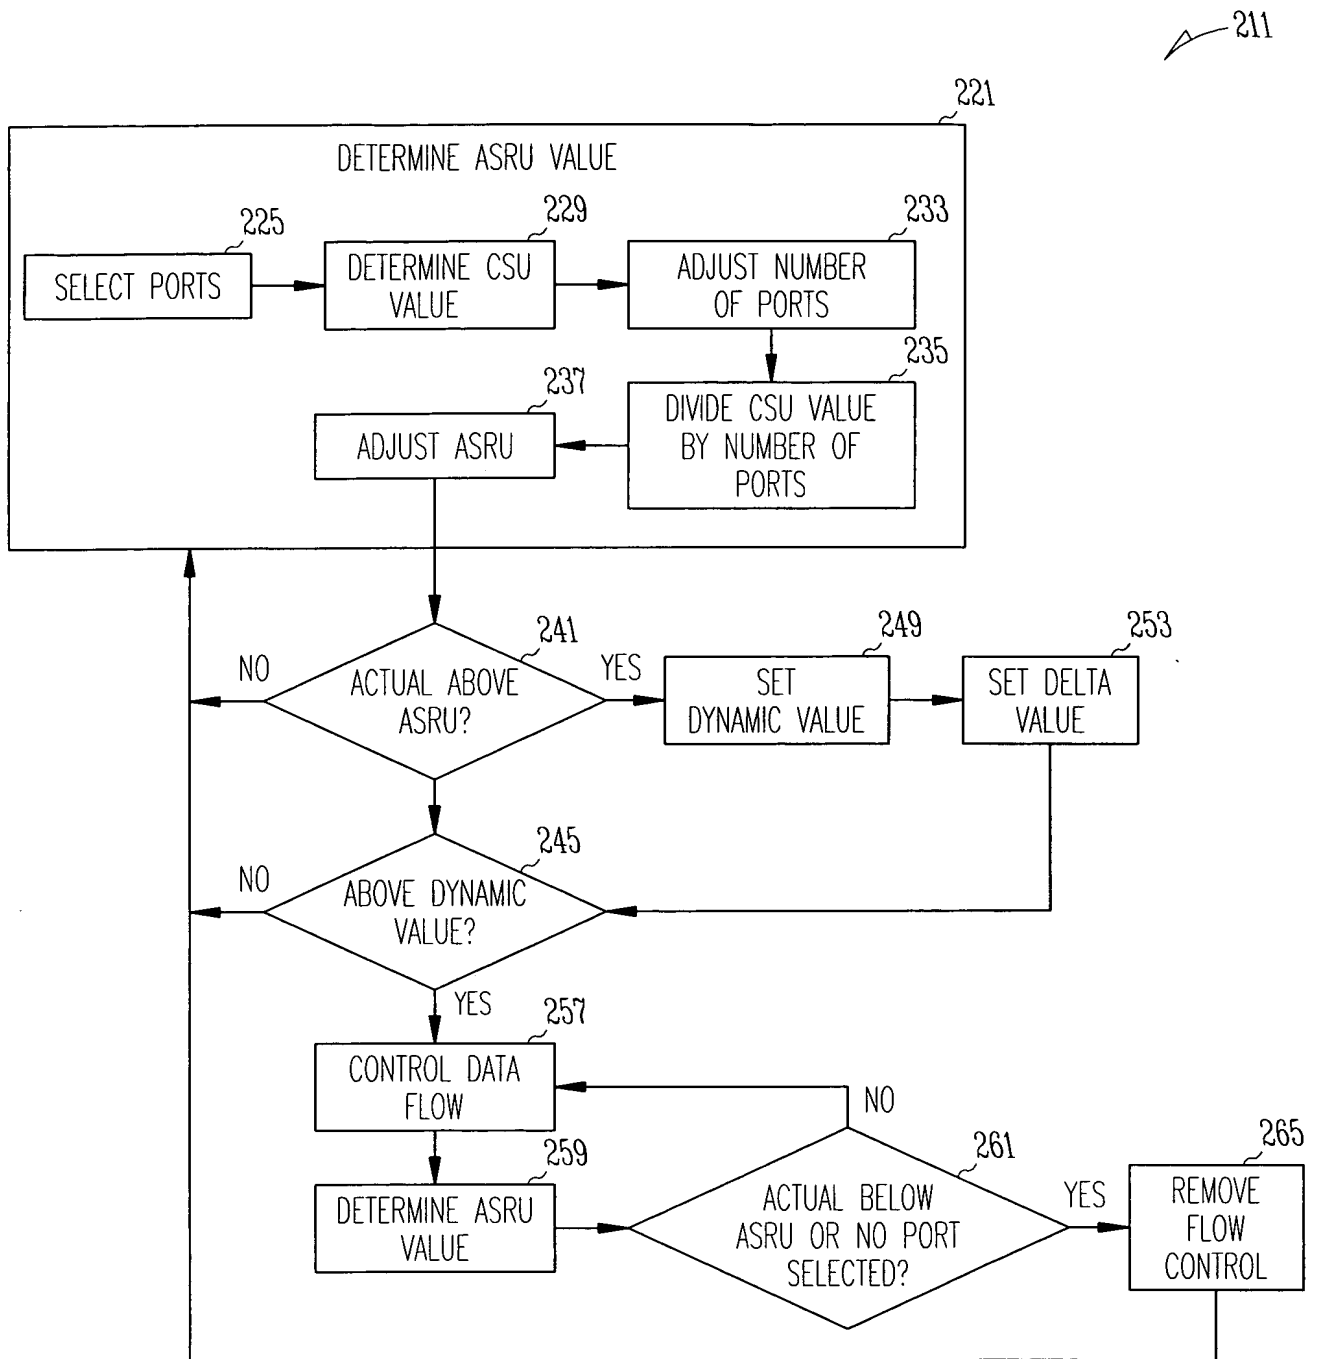 211
221
DETERMINE ASRU VALUE
225
229
233
SELECT PORTS
DETERMINE CSU
VALUE
ADJUST NUMBER
OF PORTS
237
235
ADJUST ASRU
DIVIDE CSU VALUE
BY NUMBER OF
PORTS
241
249
253
NO
ACTUAL ABOVE
ASRU?
YES
SET
DYNAMIC VALUE
SET DELTA
VALUE
245
NO
ABOVE DYNAMIC
VALUE?
YES
257
CONTROL DATA
FLOW
NO
259
261
265
DETERMINE ASRU
VALUE
ACTUAL BELOW
ASRU OR NO PORT
SELECTED?
YES
REMOVE
FLOW
CONTROL